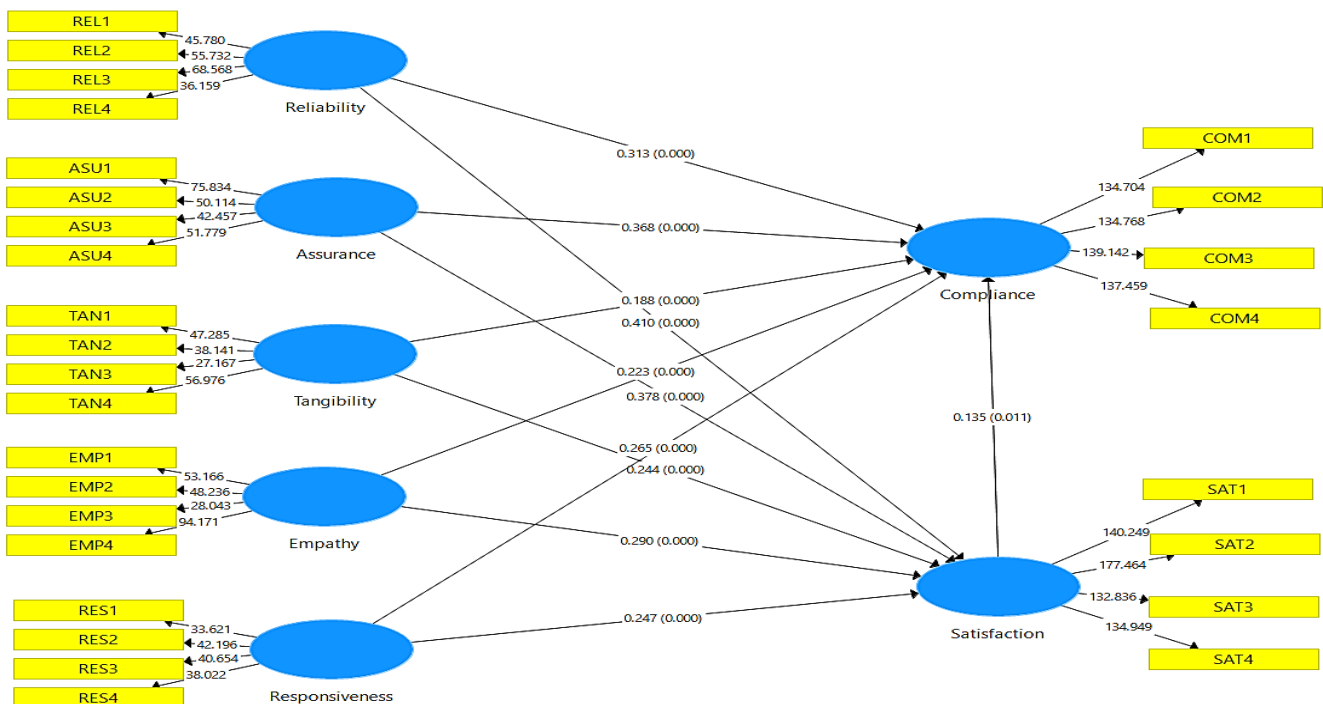 REL1
REL2
REL3
REL4
45.780
55.732
68.568
36.159
Reliability
ASU1
ASU2
ASU3
ASU4
75.834
50.114
42.457
51.779
Assurance
TAN1
TAN2
TAN3
TAN4
47.285
38.141
27.167
56.976
Tangibility
EMP1
EMP2
EMP3
EMP4
53.166
48.236
28.043
94.171
Empathy
RES1
RES2
RES3
RES4
33.621
42.196
40.654
38.022
Responsiveness
0.313 (0.000)
0.368 (0.000)
0.188 (0.000)
0.410 (0.000)
0.223 (0.000)
0.378 (0.000)
0.265 (0.000)
0.244 (0.000)
0.290 (0.000)
0.247 (0.000)
0.135 (0.011)
Compliance
134.704
134.768
139.142
137.459
COM1
COM2
COM3
COM4
Satisfaction
140.249
177.464
132.836
134.949
SAT1
SAT2
SAT3
SAT4